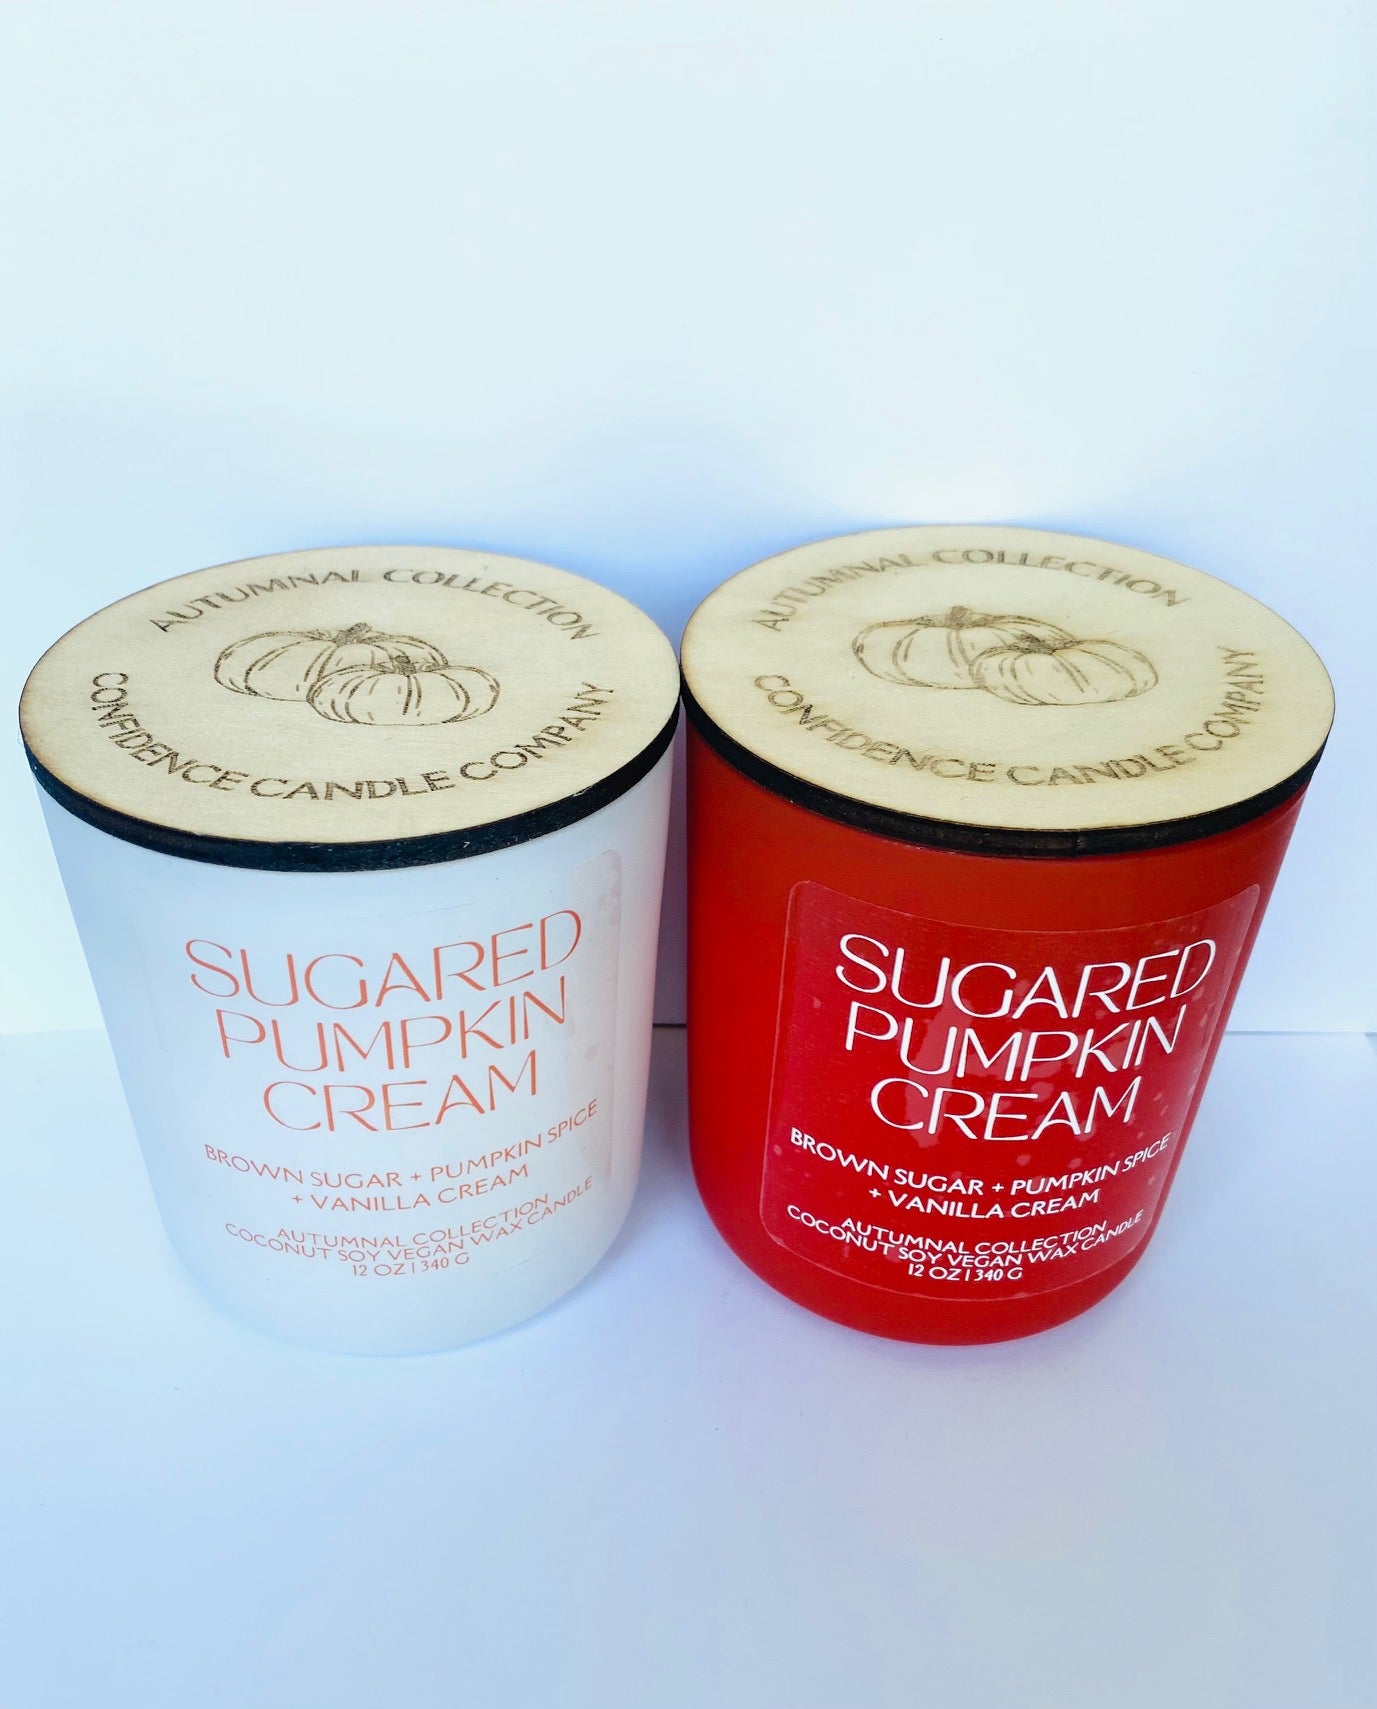 AUTUMNAL COLLECTION
CONFIDENCE CANDLE COMPANY
SUGARED
PUMPKIN
CREAM
BROWN SUGAR + PUMPKIN SPICE
+ VANILLA CREAM
AUTUMNAL COLLECTION
COCONUT SOY VEGAN WAX CANDLE
12 OZ | 340 G
AUTUMNAL COLLECTION
CONFIDENCE CANDLE COMPANY
SUGARED
PUMPKIN
CREAM
BROWN SUGAR + PUMPKIN SPICE
+ VANILLA CREAM
AUTUMNAL COLLECTION
COCONUT SOY VEGAN WAX CANDLE
12 OZ | 340 G